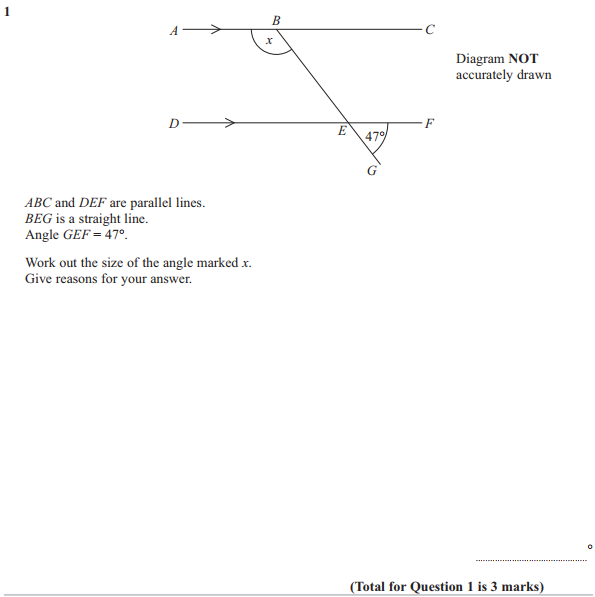 1
B
A
C
x
Diagram NOT
accurately drawn
D
E
47°
F
G
ABC and DEF are parallel lines.
BEG is a straight line.
Angle GEF = 47°.
Work out the size of the angle marked x.
Give reasons for your answer.
..............................................°
(Total for Question 1 is 3 marks)